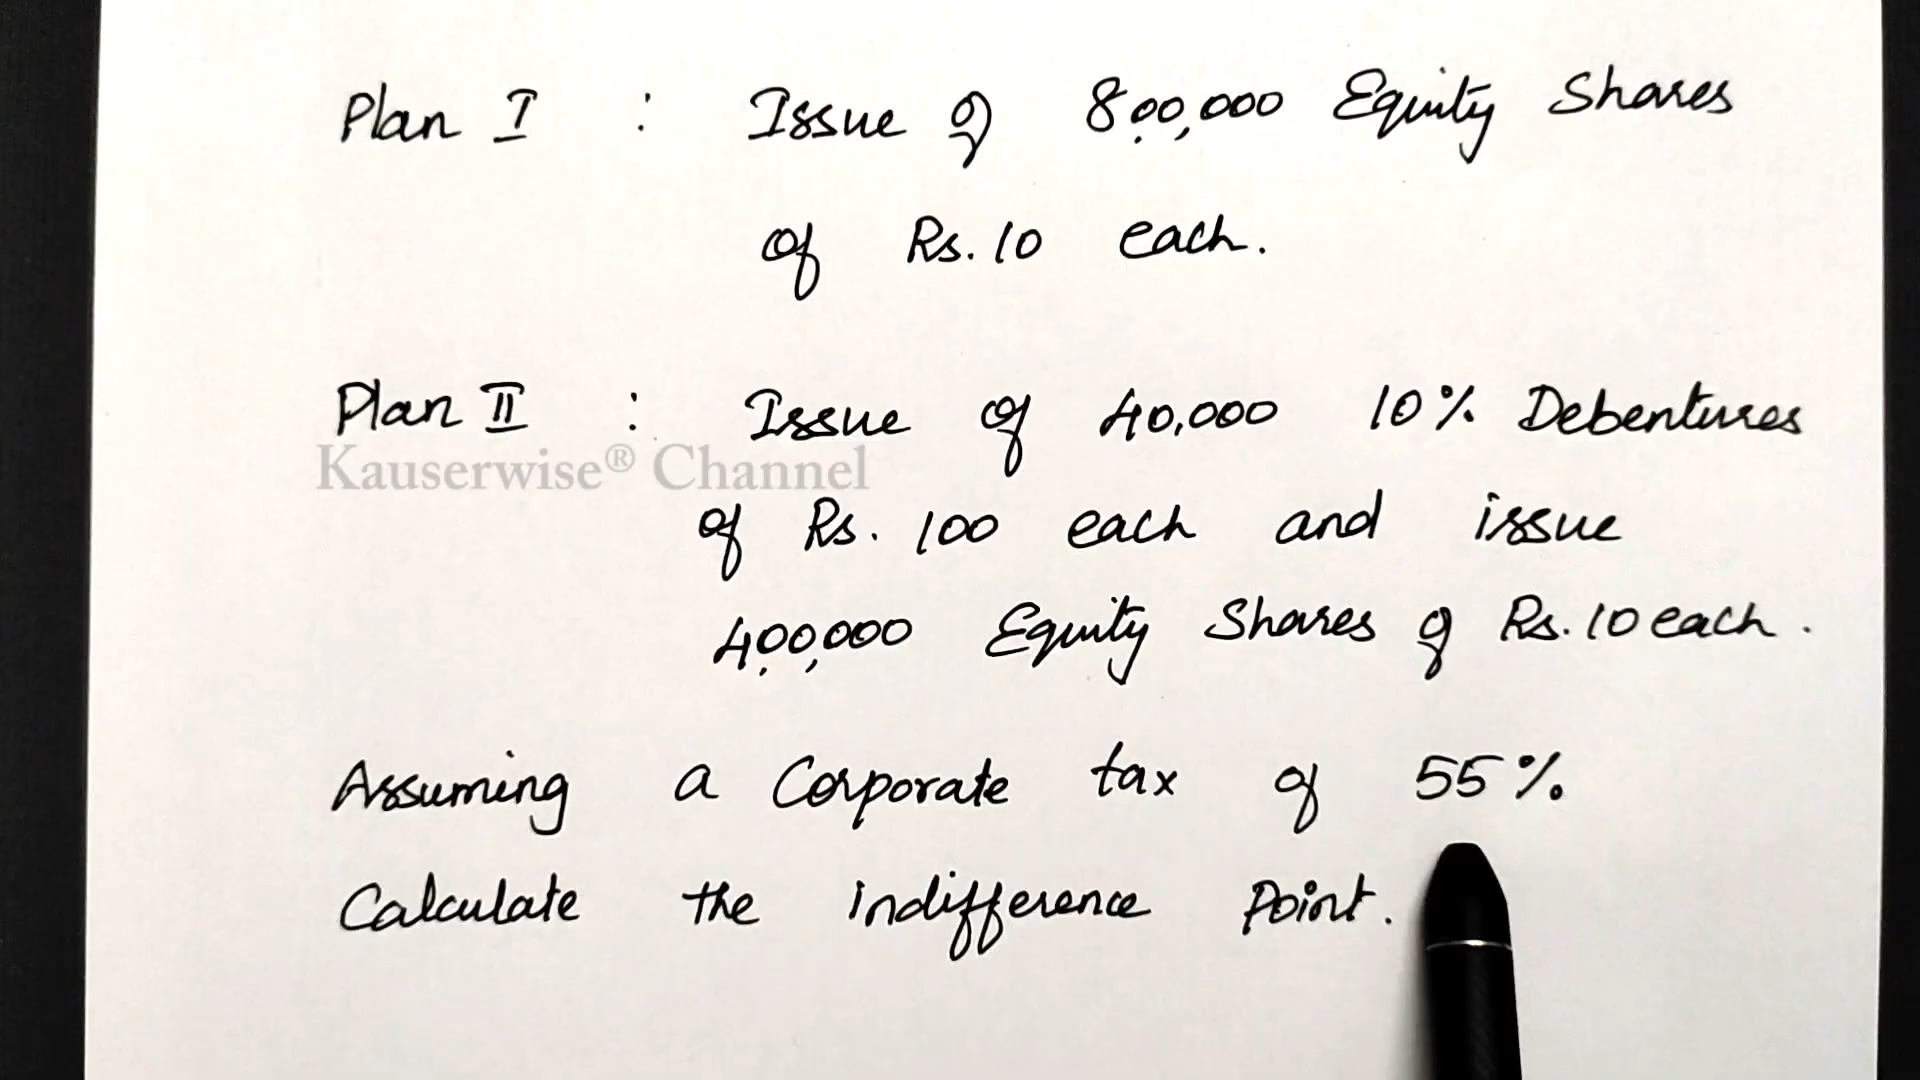 Plan I : Issue of 8,00,000 Equity Shares
of Rs. 10 each.
Plan II : Issue of 40,000 10% Debentures
Kauserwise® Channel
of Rs. 100 each and issue
4,00,000 Equity Shares of Rs. 10 each.
Assuming a Corporate tax of 55%.
Calculate the indifference Point.